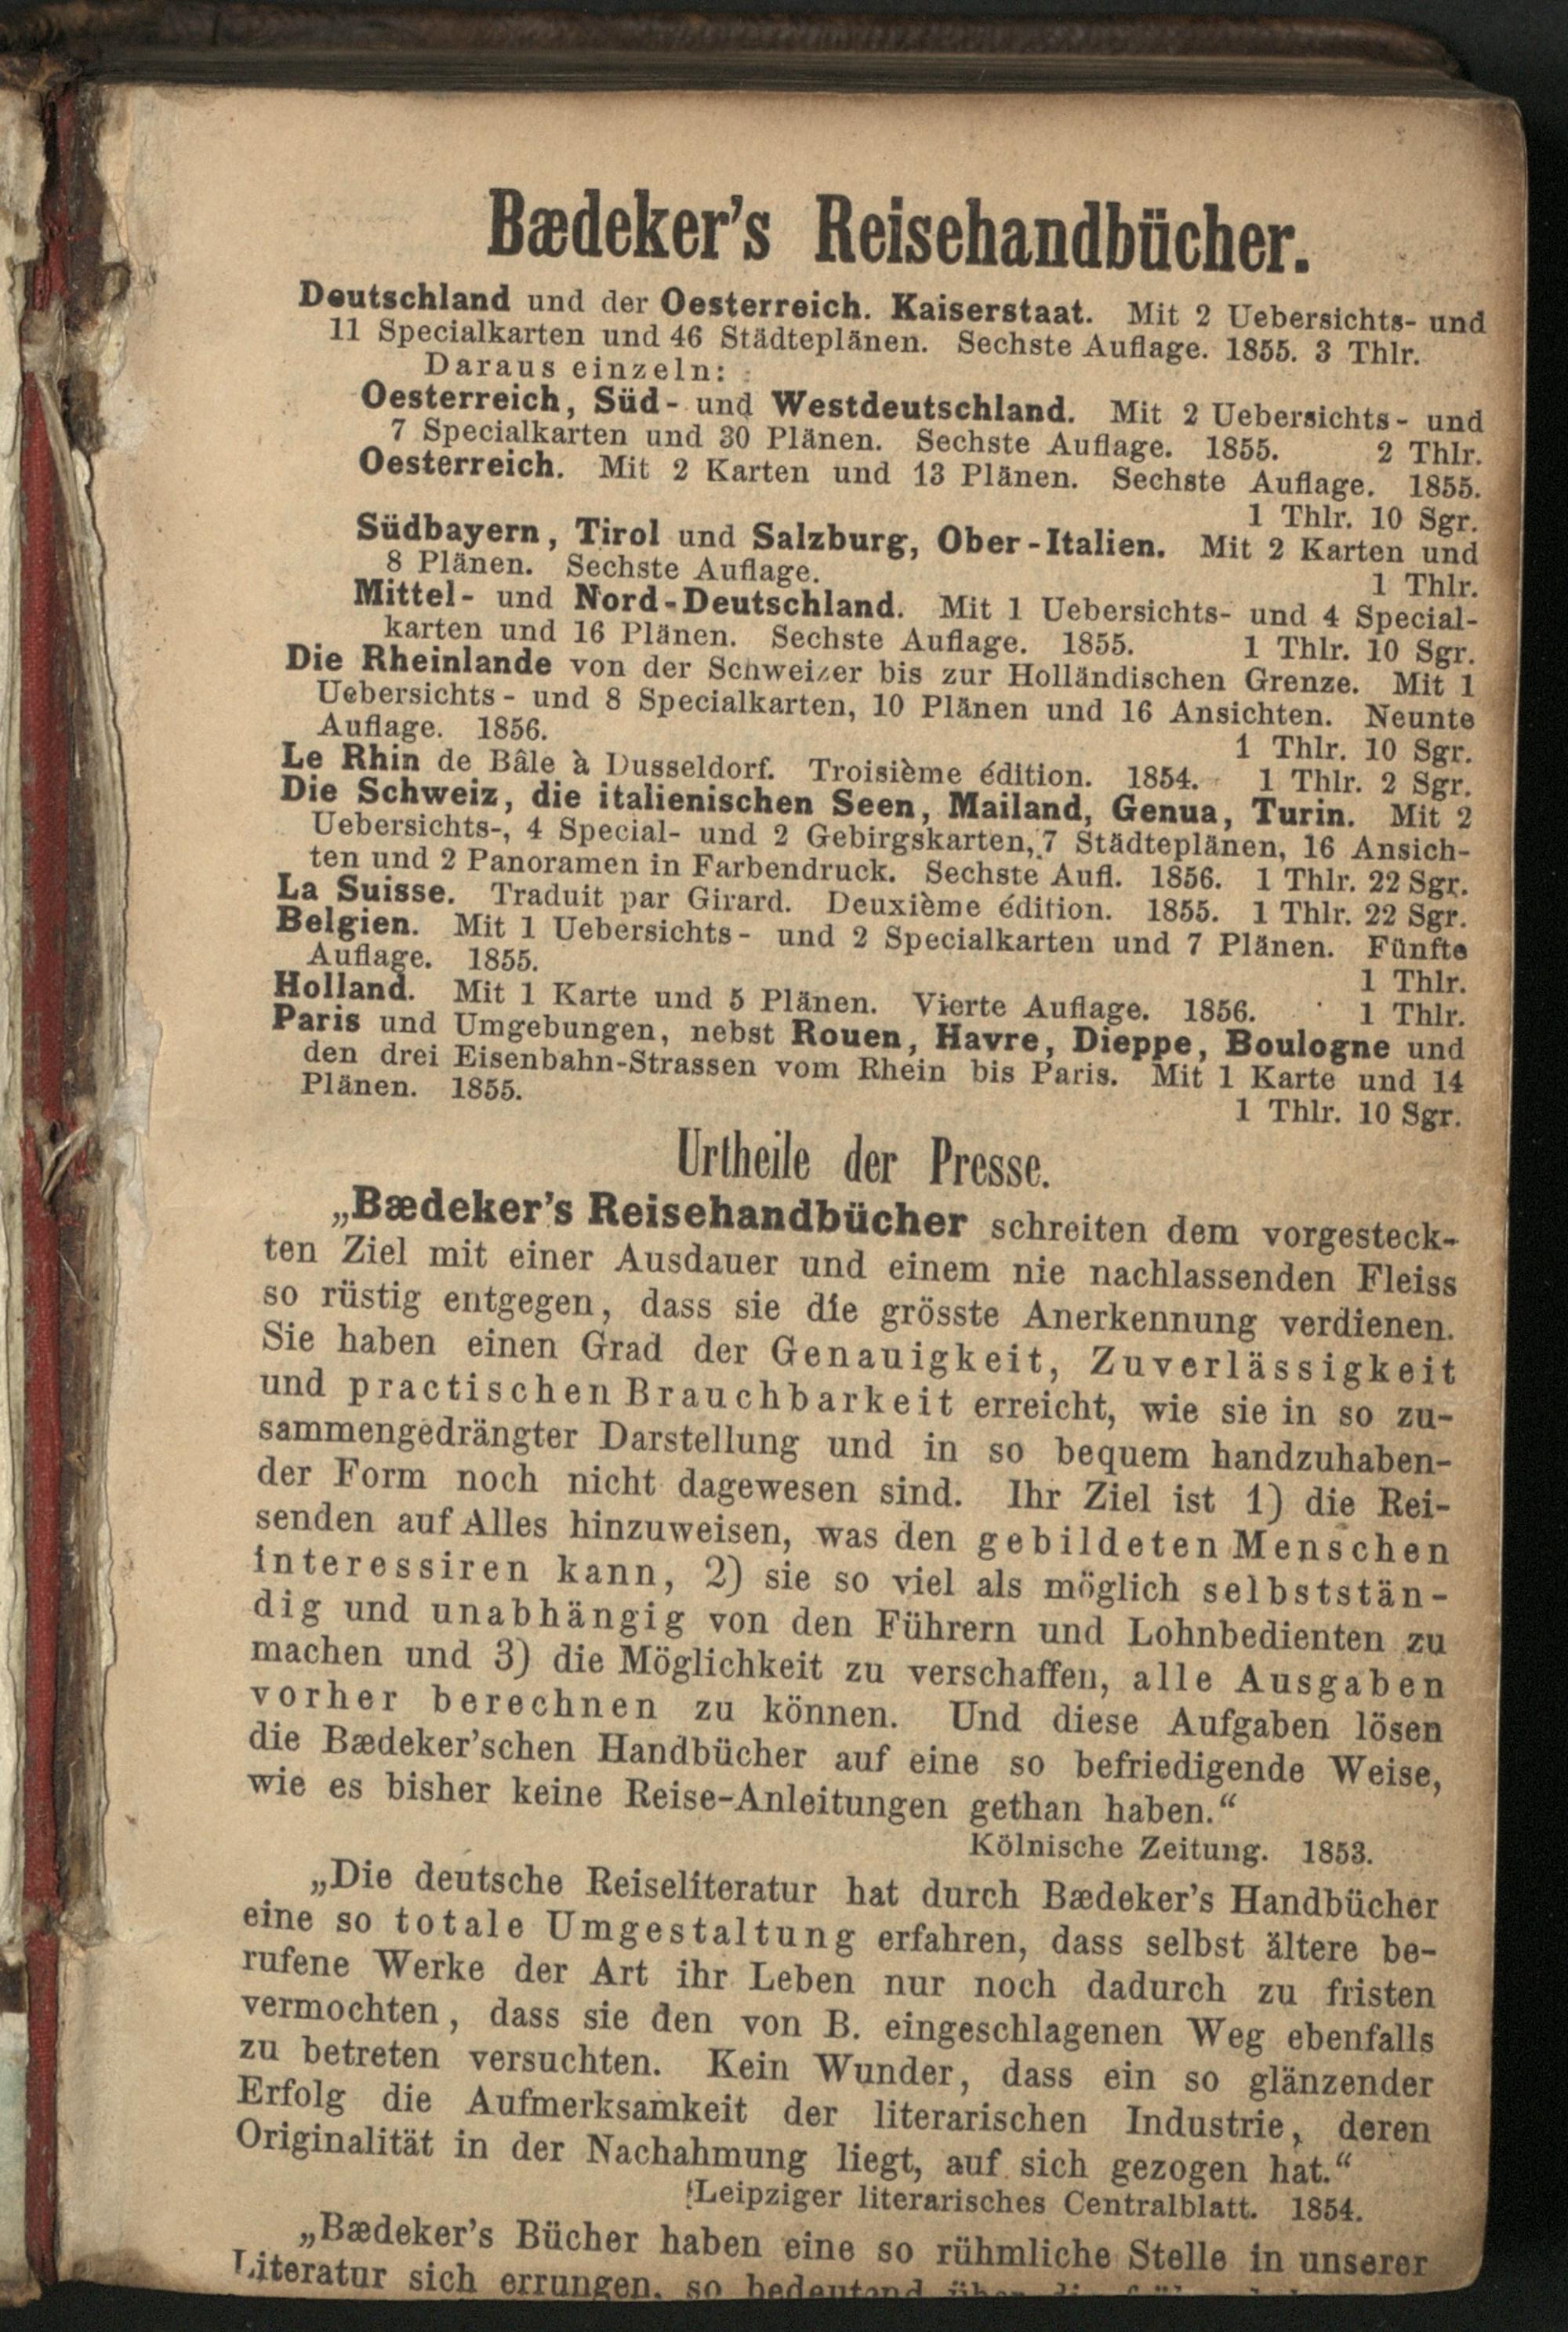 Bædeker's Reisehandbücher.
Deutschland und der Oesterreich. Kaiserstaat. Mit 2 Uebersichts- und
11 Specialkarten und 46 Städteplänen. Sechste Auflage. 1855. 3 Thlr.
Daraus einzeln:
Oesterreich, Süd- und Westdeutschland. Mit 2 Uebersichts- und
7 Specialkarten und 30 Plänen. Sechste Auflage. 1855. 2 Thlr.
Oesterreich. Mit 2 Karten und 13 Plänen. Sechste Auflage. 1855.
1 Thlr. 10 Sgr.
Südbayern, Tirol und Salzburg, Ober-Italien. Mit 2 Karten und
8 Plänen. Sechste Auflage. 1 Thlr.
Mittel- und Nord-Deutschland. Mit 1 Uebersichts- und 4 Special-
karten und 16 Plänen. Sechste Auflage. 1855. 1 Thlr. 10 Sgr.
Die Rheinlande von der Schweizer bis zur Holländischen Grenze. Mit 1
Uebersichts- und 8 Specialkarten, 10 Plänen und 16 Ansichten. Neunte
Auflage. 1856. 1 Thlr. 10 Sgr.
Le Rhin de Bâle à Dusseldorf. Troisième édition. 1854. 1 Thlr. 2 Sgr.
Die Schweiz, die italienischen Seen, Mailand, Genua, Turin. Mit 2
Uebersichts-, 4 Special- und 2 Gebirgskarten, 7 Städteplänen, 16 Ansich-
ten und 2 Panoramen in Farbendruck. Sechste Aufl. 1856. 1 Thlr. 22 Sgr.
La Suisse. Traduit par Girard. Deuxième édition. 1855. 1 Thlr. 22 Sgr.
Belgien. Mit 1 Uebersichts- und 2 Specialkarten und 7 Plänen. Fünfte
Auflage. 1855. 1 Thlr.
Holland. Mit 1 Karte und 5 Plänen. Vierte Auflage. 1856. 1 Thlr.
Paris und Umgebungen, nebst Rouen, Havre, Dieppe, Boulogne und
den drei Eisenbahn-Strassen vom Rhein bis Paris. Mit 1 Karte und 14
Plänen. 1855. 1 Thlr. 10 Sgr.
Urtheile der Presse.
„Bædeker's Reisehandbücher schreiten dem vorgesteck-
ten Ziel mit einer Ausdauer und einem nie nachlassenden Fleiss
so rüstig entgegen, dass sie die grösste Anerkennung verdienen.
Sie haben einen Grad der Genauigkeit, Zuverlässigkeit
und practischen Brauchbarkeit erreicht, wie sie in so zu-
sammengedrängter Darstellung und in so bequem handzuhaben-
der Form noch nicht dagewesen sind. Ihr Ziel ist 1) die Rei-
senden auf Alles hinzuweisen, was den gebildeten Menschen
interessiren kann, 2) sie so viel als möglich selbststän-
dig und unabhängig von den Führern und Lohnbedienten zu
machen und 3) die Möglichkeit zu verschaffen, alle Ausgaben
vorher berechnen zu können. Und diese Aufgaben lösen
die Bædeker'schen Handbücher auf eine so befriedigende Weise,
wie es bisher keine Reise-Anleitungen gethan haben.“
Kölnische Zeitung. 1853.
„Die deutsche Reiseliteratur hat durch Bædeker's Handbücher
eine so totale Umgestaltung erfahren, dass selbst ältere be-
rufene Werke der Art ihr Leben nur noch dadurch zu fristen
vermochten, dass sie den von B. eingeschlagenen Weg ebenfalls
zu betreten versuchten. Kein Wunder, dass ein so glänzender
Erfolg die Aufmerksamkeit der literarischen Industrie, deren
Originalität in der Nachahmung liegt, auf sich gezogen hat.“
Leipziger literarisches Centralblatt. 1854.
„Bædeker's Bücher haben eine so rühmliche Stelle in unserer
Literatur sich errungen, so bedeutend über die